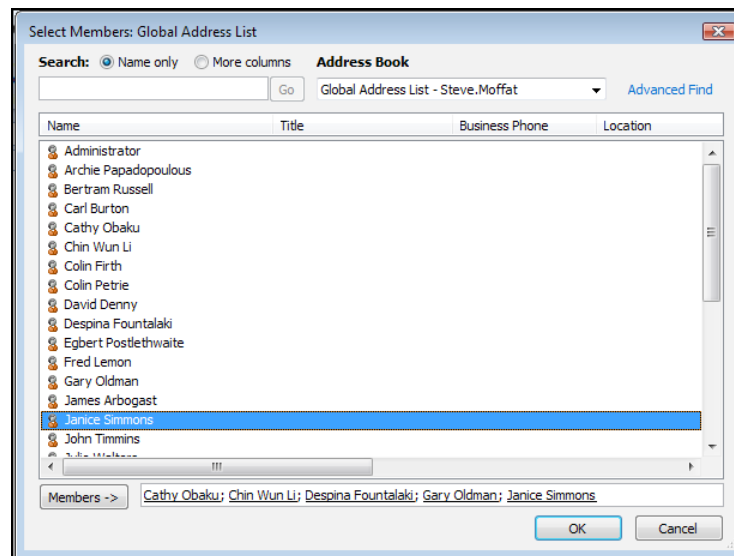 Select Members: Global Address List
Search: Name only More columns Address Book
Go Global Address List - Steve.Moffat Advanced Find
Name Title Business Phone Location
Administrator
Archie Papadopoulous
Bertram Russell
Carl Burton
Cathy Obaku
Chin Wun Li
Colin Firth
Colin Petrie
David Denny
Despina Fountalaki
Egbert Postlethwaite
Fred Lemon
Gary Oldman
James Arbogast
Janice Simmons
John Timmins
Members -> Cathy Obaku; Chin Wun Li; Despina Fountalaki; Gary Oldman; Janice Simmons
OK Cancel